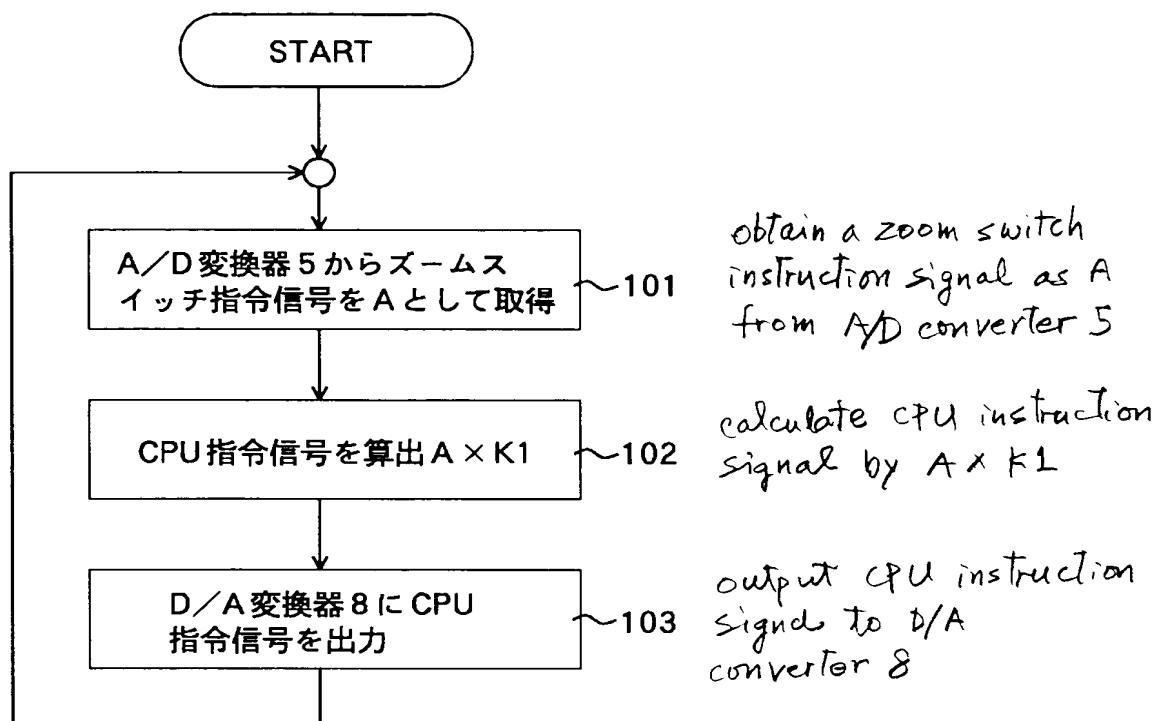 START
A／D変換器5からズームス
イッチ指令信号をAとして取得
101
obtain a zoom switch
instruction signal as A
from A/D converter 5
CPU指令信号を算出A×K1
102
calculate CPU instruction
signal by A × K1
D／A変換器8にCPU
指令信号を出力
103
output CPU instruction
signal to D/A
converter 8